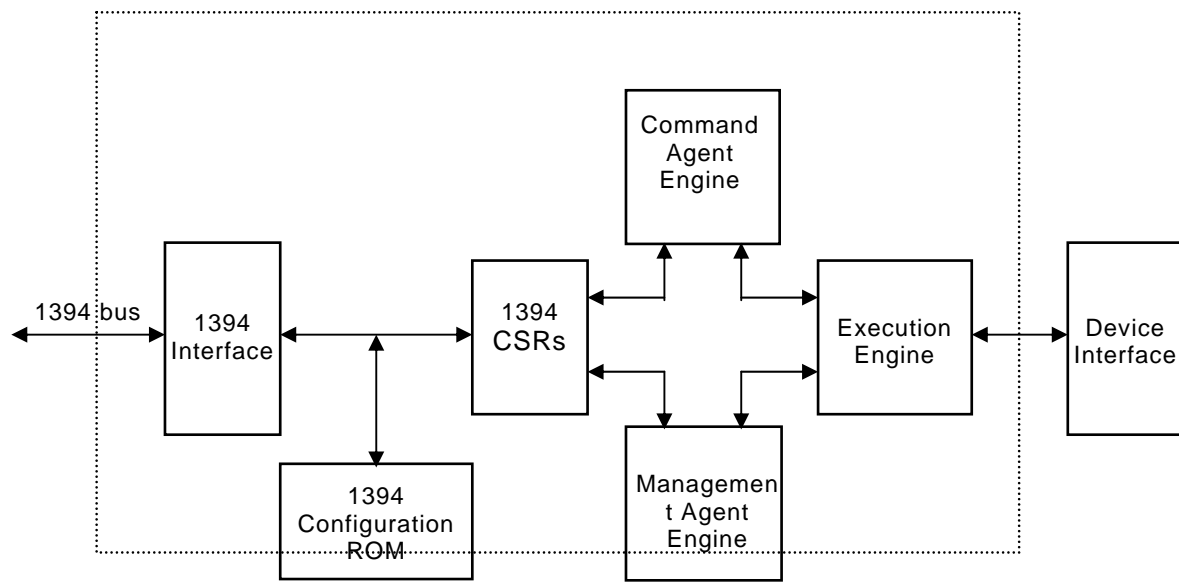 Command
Agent
Engine
1394 bus
1394
Interface
1394
CSRs
Execution
Engine
Device
Interface
1394
Configuration
ROM
Managemen
t Agent
Engine